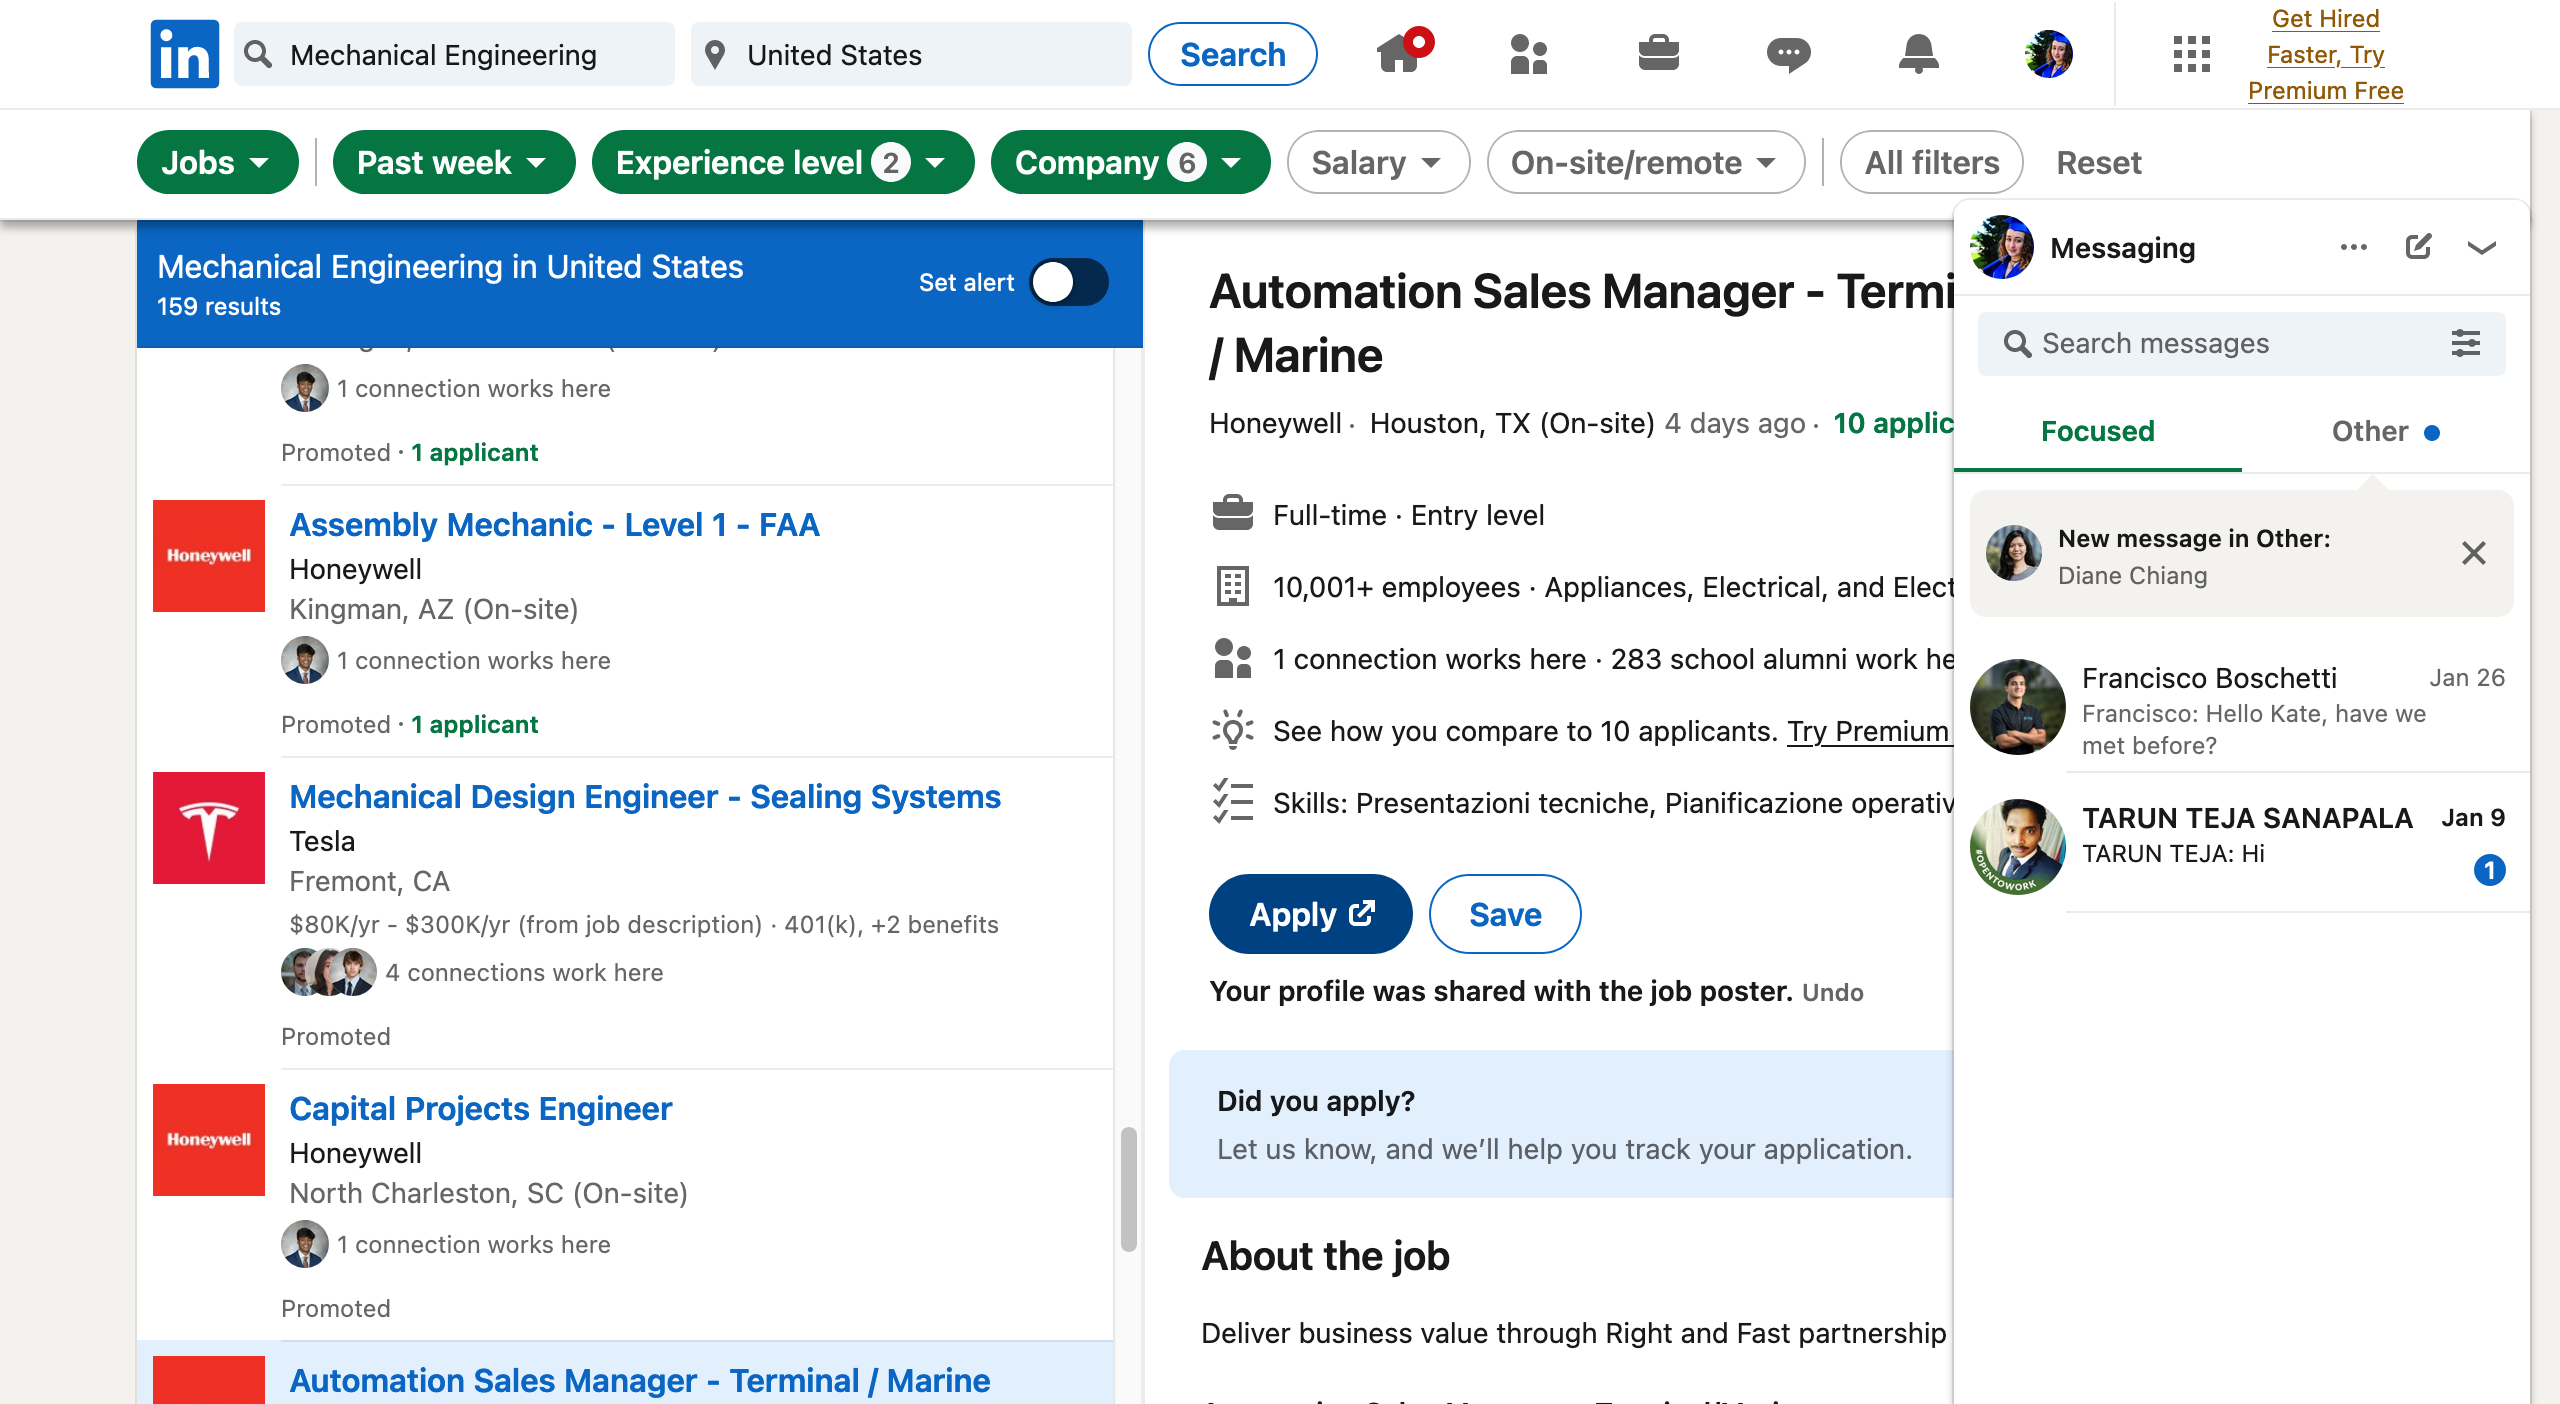 in
Mechanical Engineering
United States
Search
Get Hired
Faster, Try
Premium Free
Jobs
Past week
Experience level 2
Company 6
Salary
On-site/remote
All filters
Reset
Mechanical Engineering in United States
159 results
Set alert
1 connection works here
Promoted · 1 applicant
Honeywell
Assembly Mechanic - Level 1 - FAA
Honeywell
Kingman, AZ (On-site)
1 connection works here
Promoted · 1 applicant
Mechanical Design Engineer - Sealing Systems
Tesla
Fremont, CA
$80K/yr - $300K/yr (from job description) · 401(k), +2 benefits
4 connections work here
Promoted
Honeywell
Capital Projects Engineer
Honeywell
North Charleston, SC (On-site)
1 connection works here
Promoted
Automation Sales Manager - Terminal / Marine
Automation Sales Manager - Termi
/ Marine
Honeywell · Houston, TX (On-site) 4 days ago · 10 applic
Full-time · Entry level
10,001+ employees · Appliances, Electrical, and Elect
1 connection works here · 283 school alumni work he
See how you compare to 10 applicants. Try Premium
Skills: Presentazioni tecniche, Pianificazione operativ
Apply
Save
Your profile was shared with the job poster. Undo
Did you apply?
Let us know, and we’ll help you track your application.
About the job
Deliver business value through Right and Fast partnership
Messaging
Search messages
Focused
Other
New message in Other:
Diane Chiang
Francisco Boschetti Jan 26
Francisco: Hello Kate, have we
met before?
#OPENTOWORK
TARUN TEJA SANAPALA Jan 9
TARUN TEJA: Hi
1